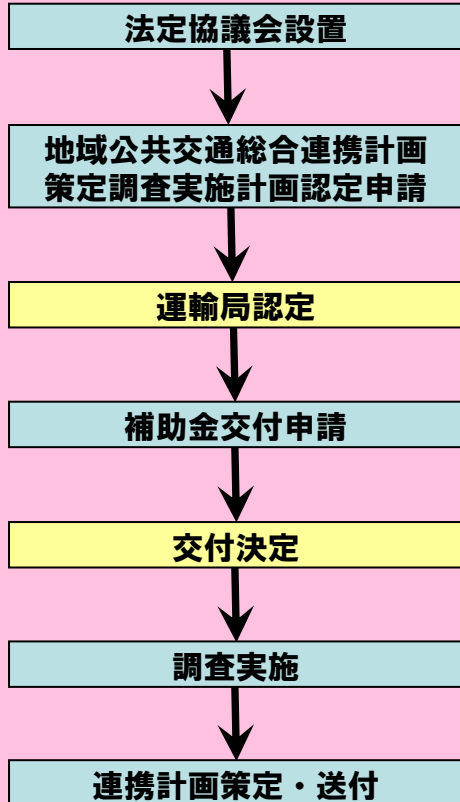 法定協議会設置
地域公共交通総合連携計画
策定調査実施計画認定申請
運輸局認定
補助金交付申請
交付決定
調査実施
連携計画策定・送付